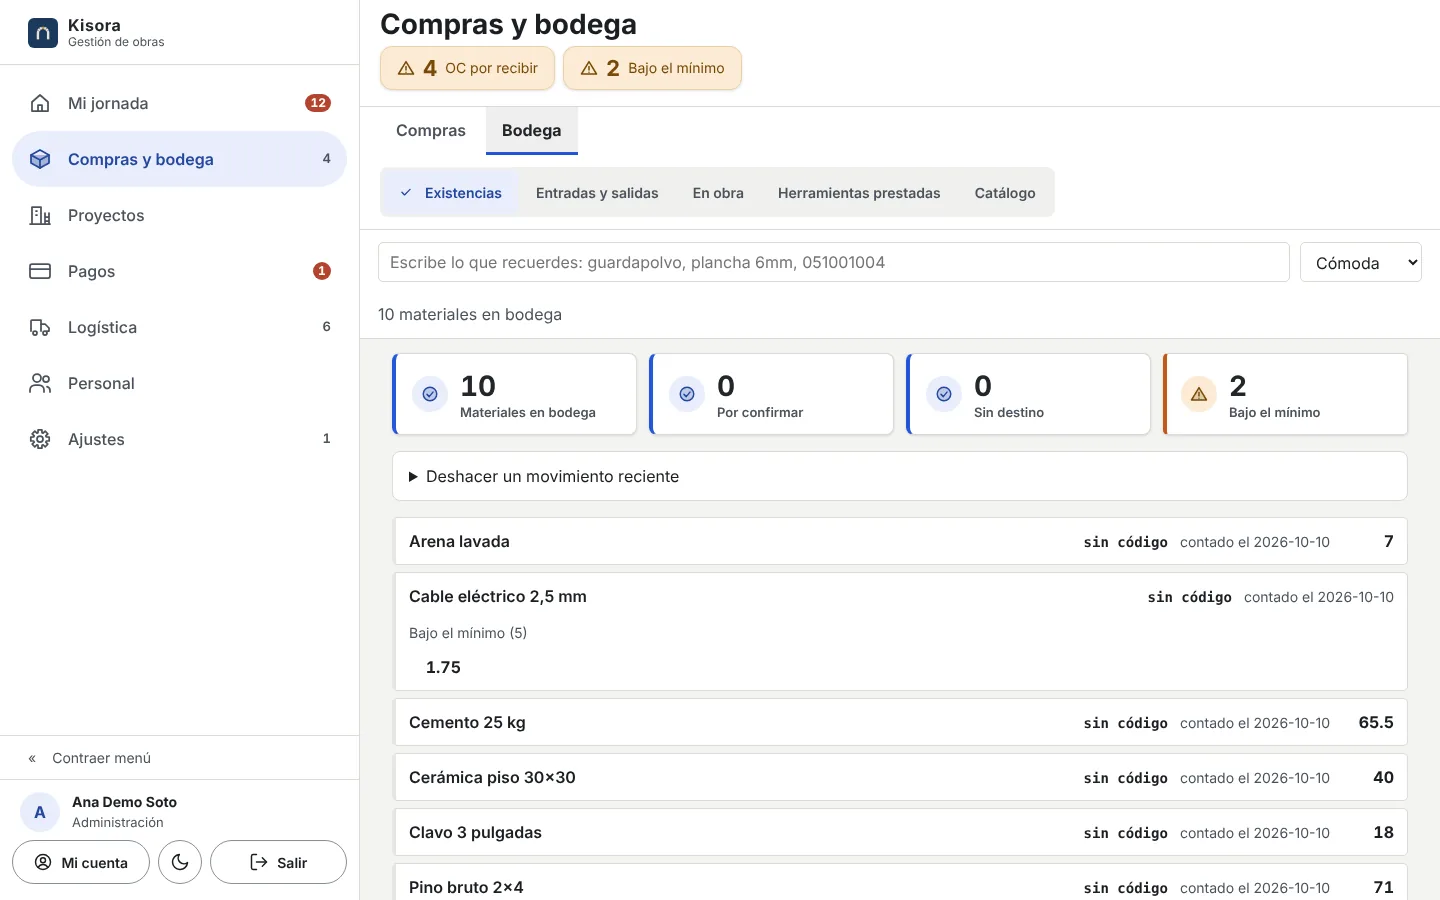 Kisora
Gestión de obras
Mi jornada 12
Compras y bodega 4
Proyectos
Pagos 1
Logística 6
Personal
Ajustes 1
« Contraer menú
A Ana Demo Soto
Administración
Mi cuenta
Salir
Compras y bodega
4 OC por recibir
2 Bajo el mínimo
Compras Bodega
Existencias Entradas y salidas En obra Herramientas prestadas Catálogo
Escribe lo que recuerdes: guardapolvo, plancha 6mm, 051001004 Cómoda
10 materiales en bodega
10 Materiales en bodega
0 Por confirmar
0 Sin destino
2 Bajo el mínimo
Deshacer un movimiento reciente
Arena lavada sin código contado el 2026-10-10 7
Cable eléctrico 2,5 mm sin código contado el 2026-10-10
Bajo el mínimo (5)
1.75
Cemento 25 kg sin código contado el 2026-10-10 65.5
Cerámica piso 30×30 sin código contado el 2026-10-10 40
Clavo 3 pulgadas sin código contado el 2026-10-10 18
Pino bruto 2×4 sin código contado el 2026-10-10 71